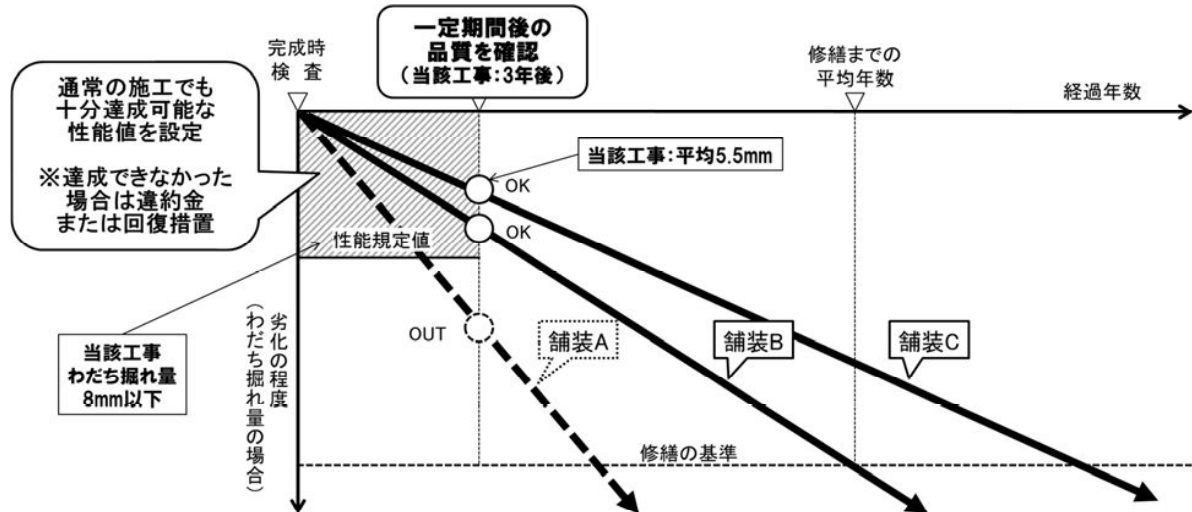 完成時
検　査
一定期間後の
品質を確認
（当該工事：3年後）
修繕までの
平均年数
経過年数
通常の施工でも
十分達成可能な
性能値を設定
※達成できなかった
場合は違約金
または回復措置
当該工事：平均5.5mm
OK
OK
性能規定値
OUT
舗装A
舗装B
舗装C
当該工事
わだち掘れ量
8mm以下
劣化の程度
（わだち掘れ量の場合）
修繕の基準